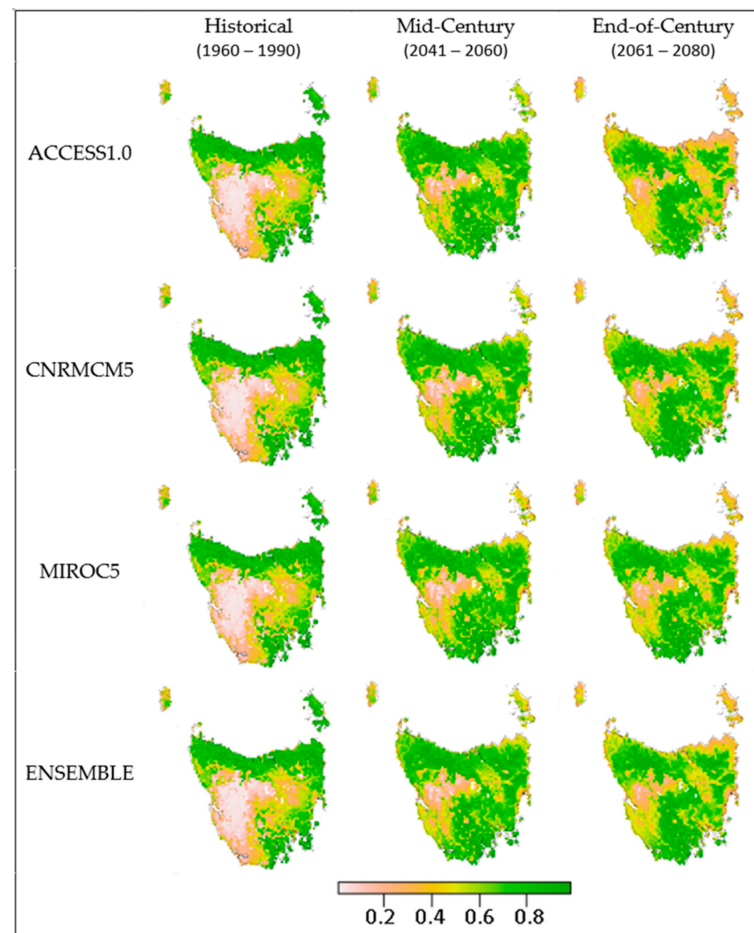 Historical Mid-Century End-of-Century
(1960 – 1990) (2041 – 2060) (2061 – 2080)
ACCESS1.0
CNRMCM5
MIROC5
ENSEMBLE
0.2 0.4 0.6 0.8